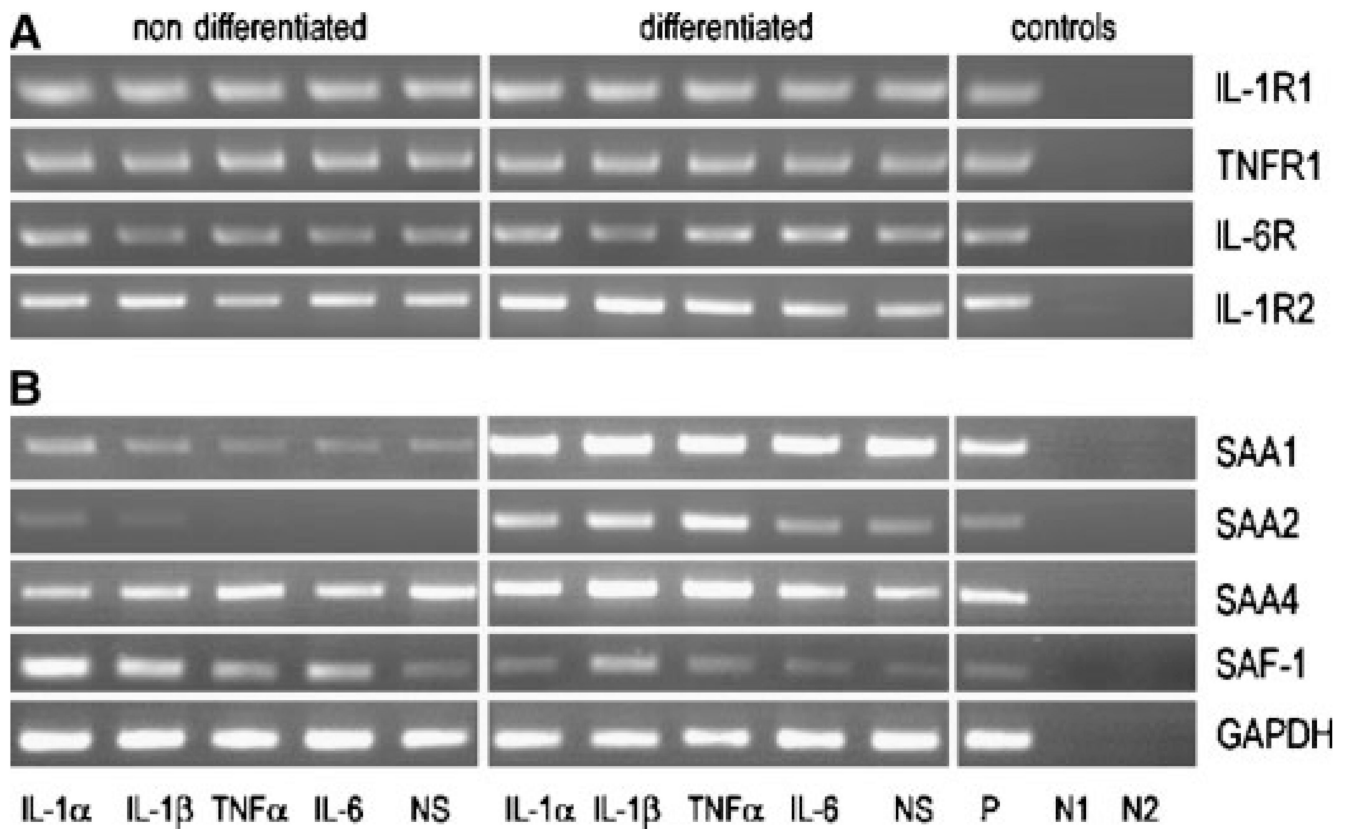 A non differentiated differentiated controls
IL-1R1
TNFR1
IL-6R
IL-1R2
B
SAA1
SAA2
SAA4
SAF-1
GAPDH
IL-1α IL-1β TNFα IL-6 NS IL-1α IL-1β TNFα IL-6 NS P N1 N2